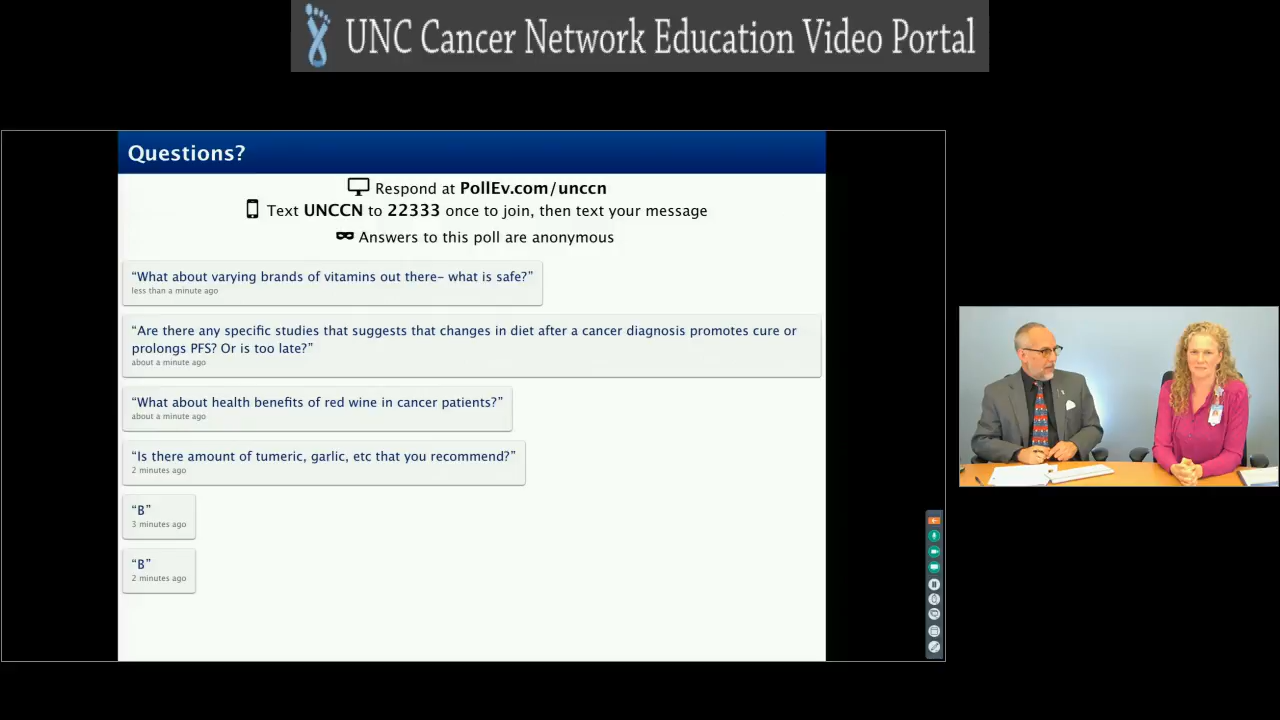 UNC Cancer Network Education Video Portal
Questions?
Respond at PollEv.com/unccn
Text UNCCN to 22333 once to join, then text your message
Answers to this poll are anonymous
“What about varying brands of vitamins out there- what is safe?”
less than a minute ago
“Are there any specific studies that suggests that changes in diet after a cancer diagnosis promotes cure or
prolongs PFS? Or is too late?”
about a minute ago
“What about health benefits of red wine in cancer patients?”
about a minute ago
“Is there amount of tumeric, garlic, etc that you recommend?”
2 minutes ago
“B”
3 minutes ago
“B”
2 minutes ago